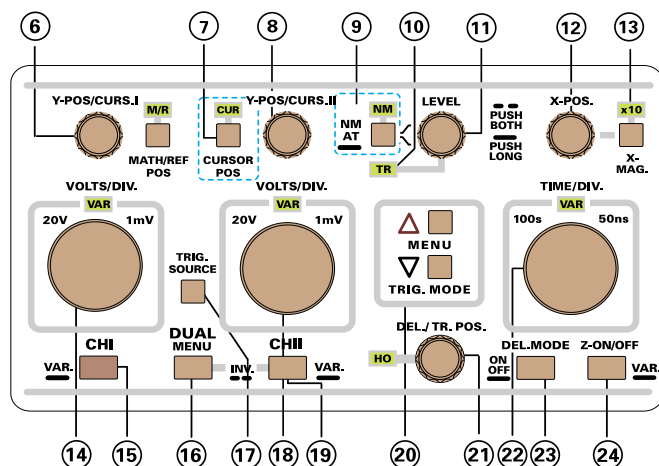 6 7 8 9 10 11 12 13
Y-POS/CURS.I
M/R
MATH/REF
POS
CUR
CURSOR
POS
Y-POS/CURS.II
NM
AT
NM
TR
LEVEL
PUSH
BOTH
PUSH
LONG
X-POS.
x10
X-
MAG.
VOLTS/DIV.
VAR
20V 1mV
TRIG.
SOURCE
VOLTS/DIV.
VAR
20V 1mV
MENU
TRIG. MODE
TIME/DIV.
VAR
100s 50ns
VAR.
CHI
DUAL
MENU
INV.
CHII
VAR.
HO
DEL./ TR. POS.
ON
OFF
DEL.MODE
Z-ON/OFF
VAR.
14 15 16 17 18 19 20 21 22 23 24